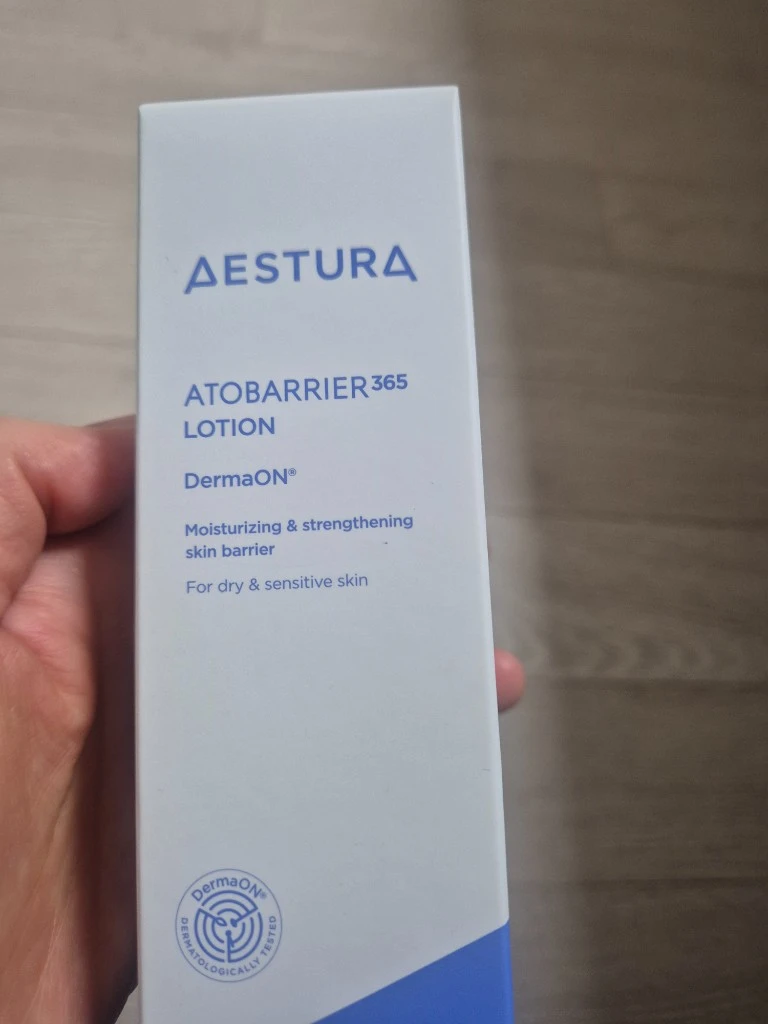 AESTURA
ATOBARRIER365
LOTION
DermaON®
Moisturizing & strengthening
skin barrier
For dry & sensitive skin
DermaON®
DERMATOLOGICALLY TESTED